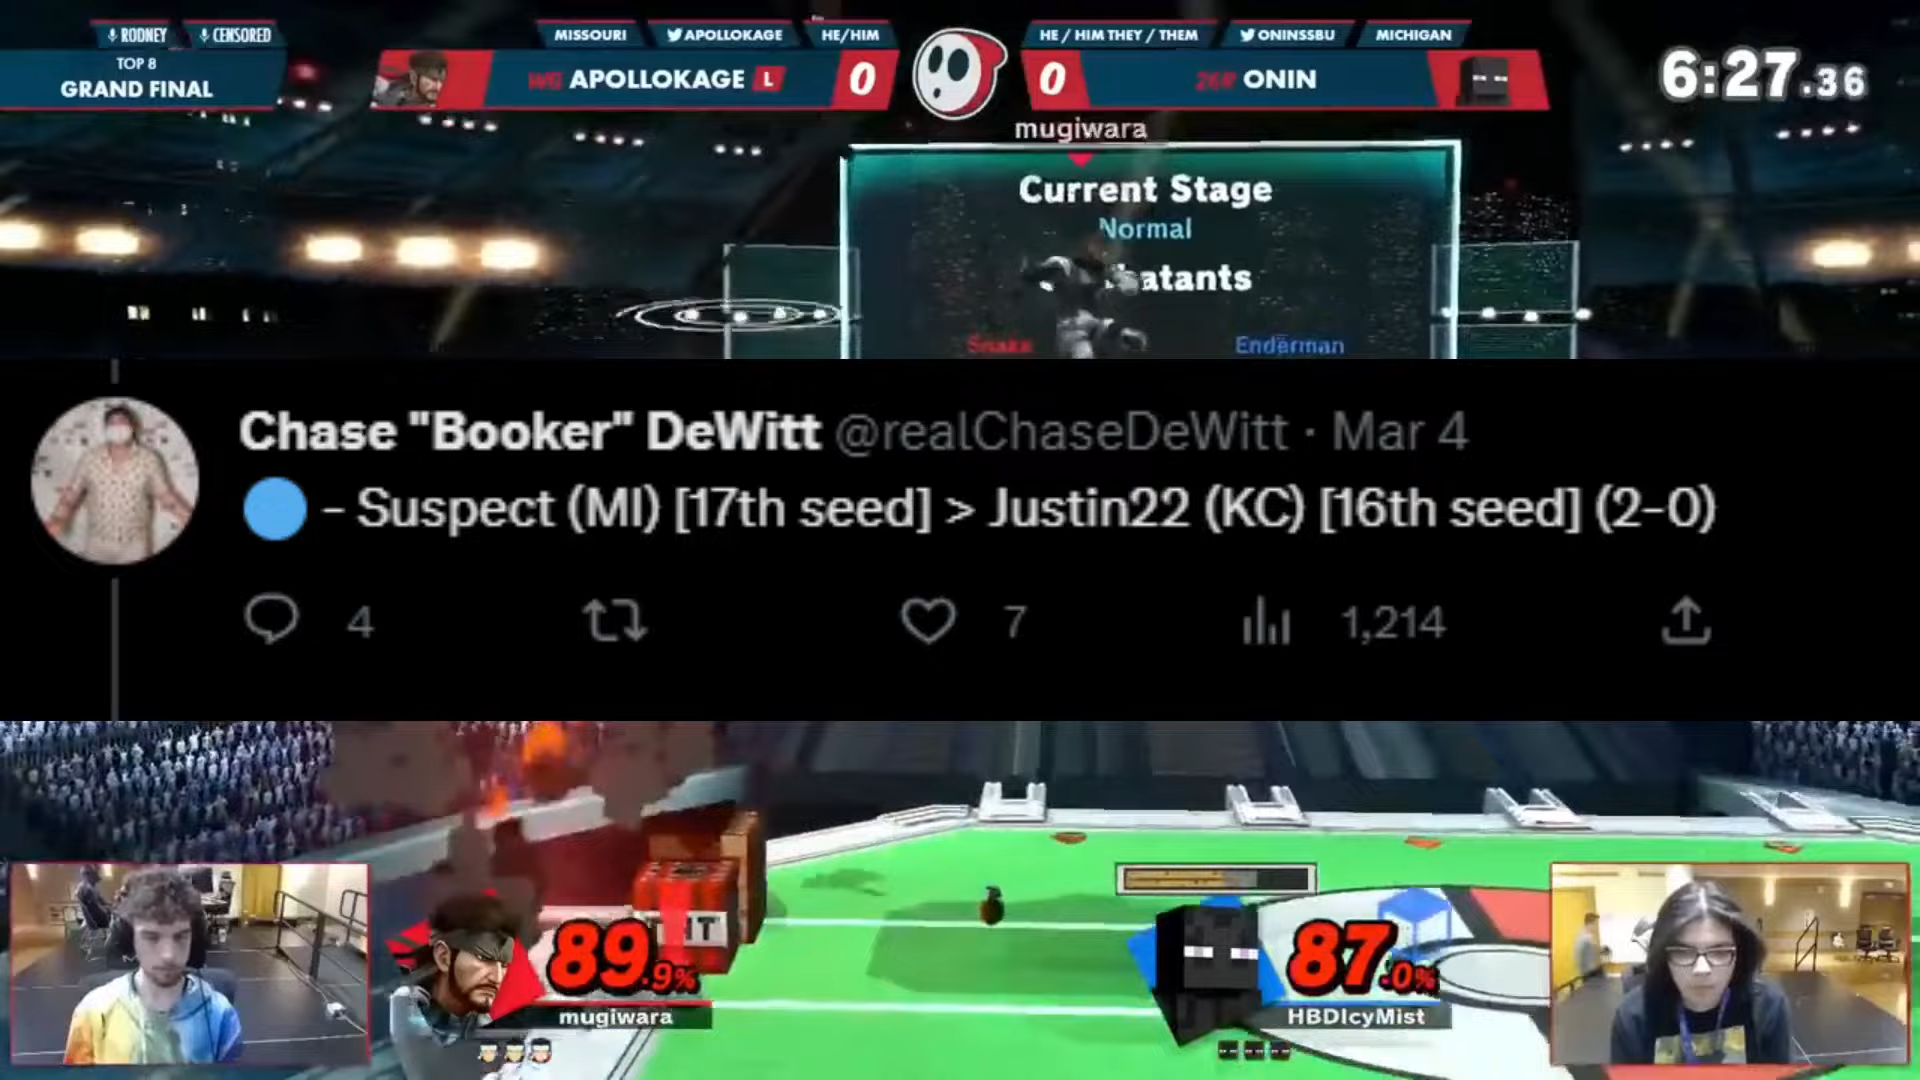 RODNEY CENSORED
TOP 8
GRAND FINAL
MISSOURI APOLLOKAGE HE/HIM
APOLLOKAGE L 0
HE / HIM THEY / THEM ONINSSBU MICHIGAN
0 ONIN
6:27.36
mugiwara
Current Stage
Normal
atants
Snake Enderman
Chase "Booker" DeWitt @realChaseDeWitt · Mar 4
🔵 – Suspect (MI) [17th seed] > Justin22 (KC) [16th seed] (2-0)
4 7 1,214
89.9%
mugiwara
87.0%
HBDIcyMist